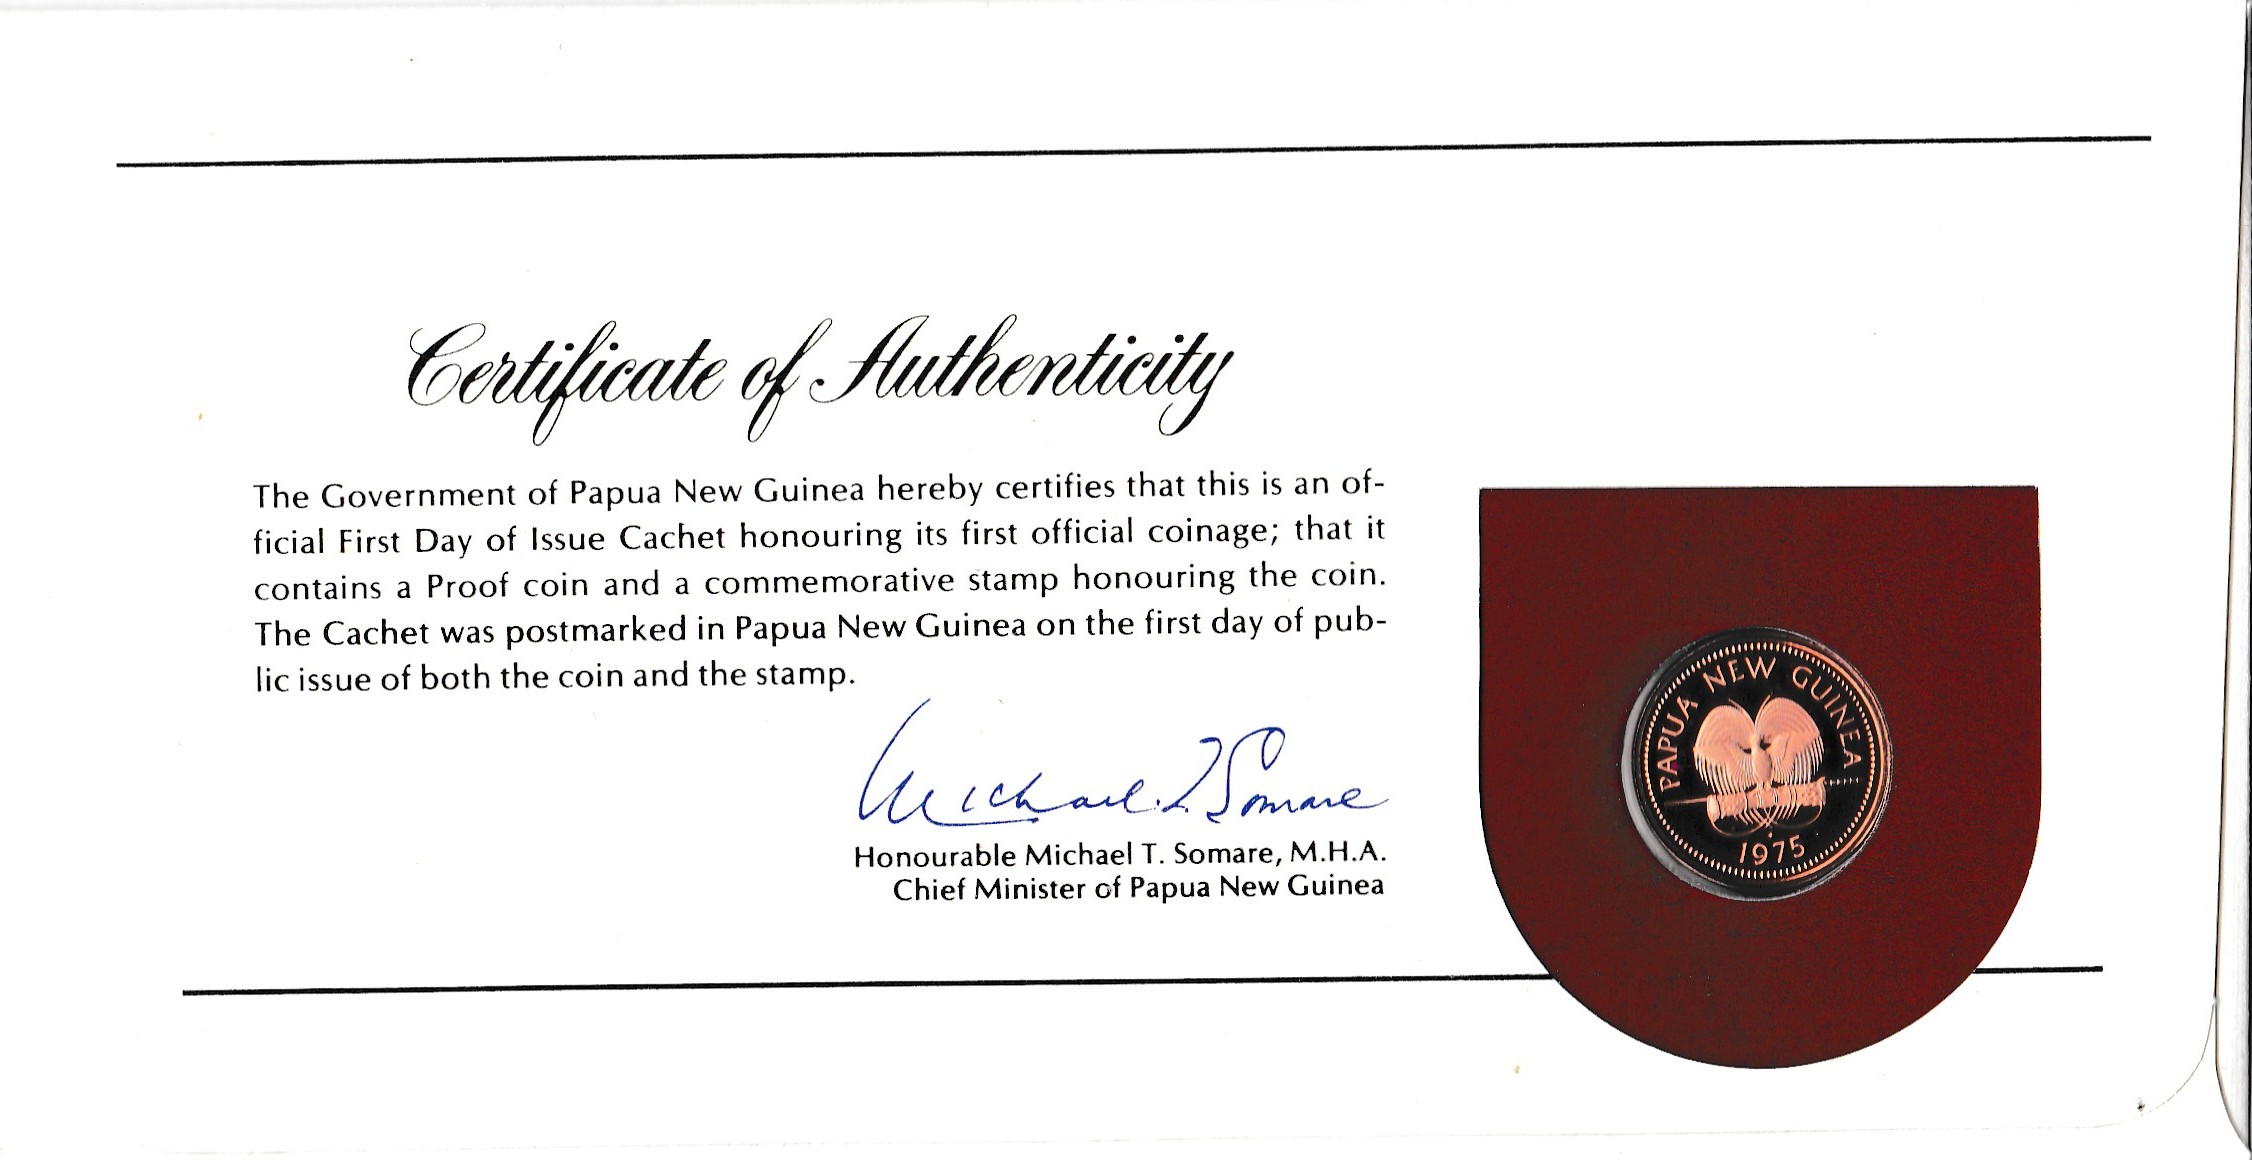 Certificate of Authenticity
The Government of Papua New Guinea hereby certifies that this is an of-
ficial First Day of Issue Cachet honouring its first official coinage; that it
contains a Proof coin and a commemorative stamp honouring the coin.
The Cachet was postmarked in Papua New Guinea on the first day of pub-
lic issue of both the coin and the stamp.
Michael T Somare
Honourable Michael T. Somare, M.H.A.
Chief Minister of Papua New Guinea
PAPUA NEW GUINEA
1975